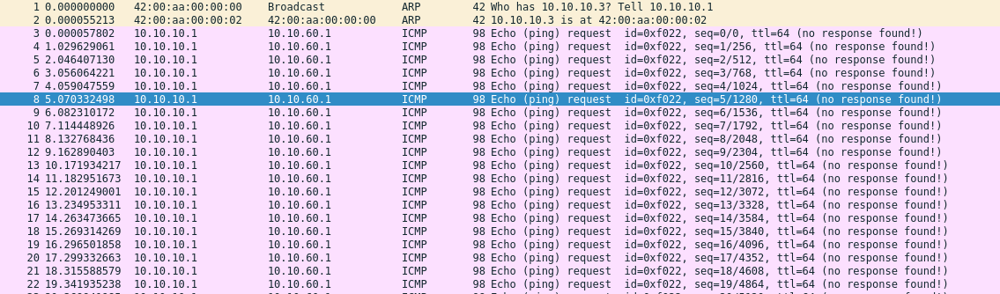 1 0.000000000 42:00:aa:00:00:00 Broadcast ARP 42 Who has 10.10.10.3? Tell 10.10.10.1
2 0.000055213 42:00:aa:00:00:02 42:00:aa:00:00:00 ARP 42 10.10.10.3 is at 42:00:aa:00:00:02
3 0.000057802 10.10.10.1 10.10.60.1 ICMP 98 Echo (ping) request id=0xf022, seq=0/0, ttl=64 (no response found!)
4 1.029629061 10.10.10.1 10.10.60.1 ICMP 98 Echo (ping) request id=0xf022, seq=1/256, ttl=64 (no response found!)
5 2.046407130 10.10.10.1 10.10.60.1 ICMP 98 Echo (ping) request id=0xf022, seq=2/512, ttl=64 (no response found!)
6 3.056064221 10.10.10.1 10.10.60.1 ICMP 98 Echo (ping) request id=0xf022, seq=3/768, ttl=64 (no response found!)
7 4.059047559 10.10.10.1 10.10.60.1 ICMP 98 Echo (ping) request id=0xf022, seq=4/1024, ttl=64 (no response found!)
8 5.070332498 10.10.10.1 10.10.60.1 ICMP 98 Echo (ping) request id=0xf022, seq=5/1280, ttl=64 (no response found!)
9 6.082310172 10.10.10.1 10.10.60.1 ICMP 98 Echo (ping) request id=0xf022, seq=6/1536, ttl=64 (no response found!)
10 7.114448926 10.10.10.1 10.10.60.1 ICMP 98 Echo (ping) request id=0xf022, seq=7/1792, ttl=64 (no response found!)
11 8.132768436 10.10.10.1 10.10.60.1 ICMP 98 Echo (ping) request id=0xf022, seq=8/2048, ttl=64 (no response found!)
12 9.162890403 10.10.10.1 10.10.60.1 ICMP 98 Echo (ping) request id=0xf022, seq=9/2304, ttl=64 (no response found!)
13 10.171934217 10.10.10.1 10.10.60.1 ICMP 98 Echo (ping) request id=0xf022, seq=10/2560, ttl=64 (no response found!)
14 11.182951673 10.10.10.1 10.10.60.1 ICMP 98 Echo (ping) request id=0xf022, seq=11/2816, ttl=64 (no response found!)
15 12.201249001 10.10.10.1 10.10.60.1 ICMP 98 Echo (ping) request id=0xf022, seq=12/3072, ttl=64 (no response found!)
16 13.234953311 10.10.10.1 10.10.60.1 ICMP 98 Echo (ping) request id=0xf022, seq=13/3328, ttl=64 (no response found!)
17 14.263473665 10.10.10.1 10.10.60.1 ICMP 98 Echo (ping) request id=0xf022, seq=14/3584, ttl=64 (no response found!)
18 15.269314269 10.10.10.1 10.10.60.1 ICMP 98 Echo (ping) request id=0xf022, seq=15/3840, ttl=64 (no response found!)
19 16.296501858 10.10.10.1 10.10.60.1 ICMP 98 Echo (ping) request id=0xf022, seq=16/4096, ttl=64 (no response found!)
20 17.299332663 10.10.10.1 10.10.60.1 ICMP 98 Echo (ping) request id=0xf022, seq=17/4352, ttl=64 (no response found!)
21 18.315588579 10.10.10.1 10.10.60.1 ICMP 98 Echo (ping) request id=0xf022, seq=18/4608, ttl=64 (no response found!)
22 19.341935238 10.10.10.1 10.10.60.1 ICMP 98 Echo (ping) request id=0xf022, seq=19/4864, ttl=64 (no response found!)